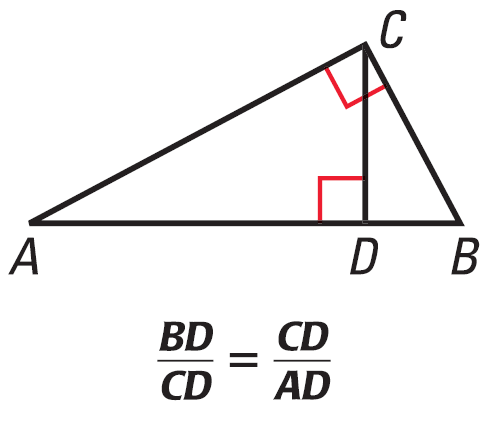 C
A D B
BD/CD = CD/AD